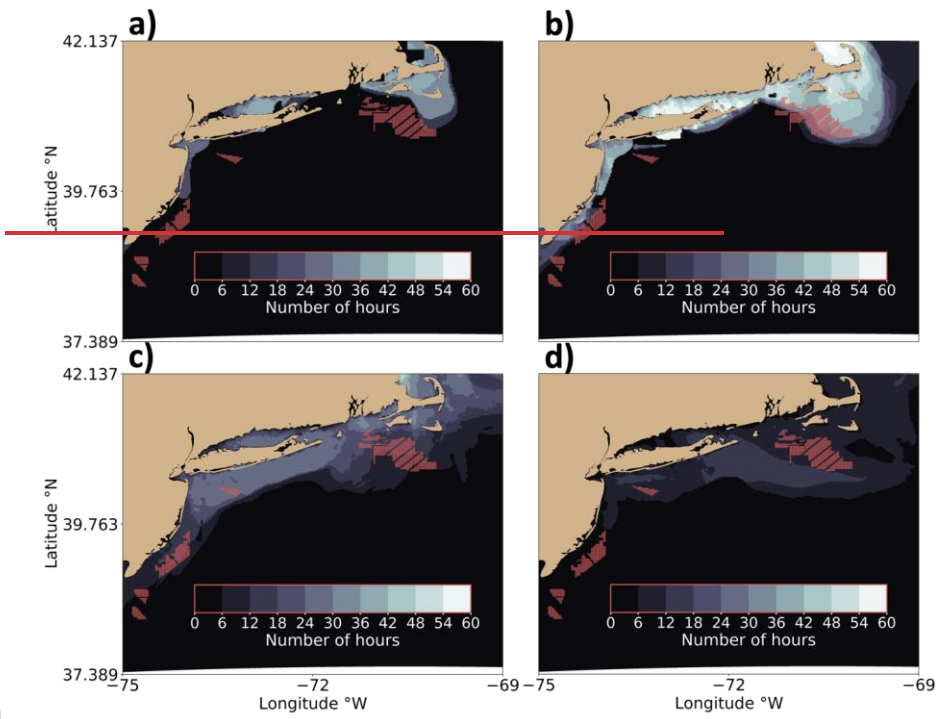 a) b)
42.137
Latitude °N
39.763
0 6 12 18 24 30 36 42 48 54 60
Number of hours
0 6 12 18 24 30 36 42 48 54 60
Number of hours
37.389
c) d)
42.137
Latitude °N
39.763
0 6 12 18 24 30 36 42 48 54 60
Number of hours
0 6 12 18 24 30 36 42 48 54 60
Number of hours
37.389
−75 −72 −69 −75 −72 −69
Longitude °W Longitude °W